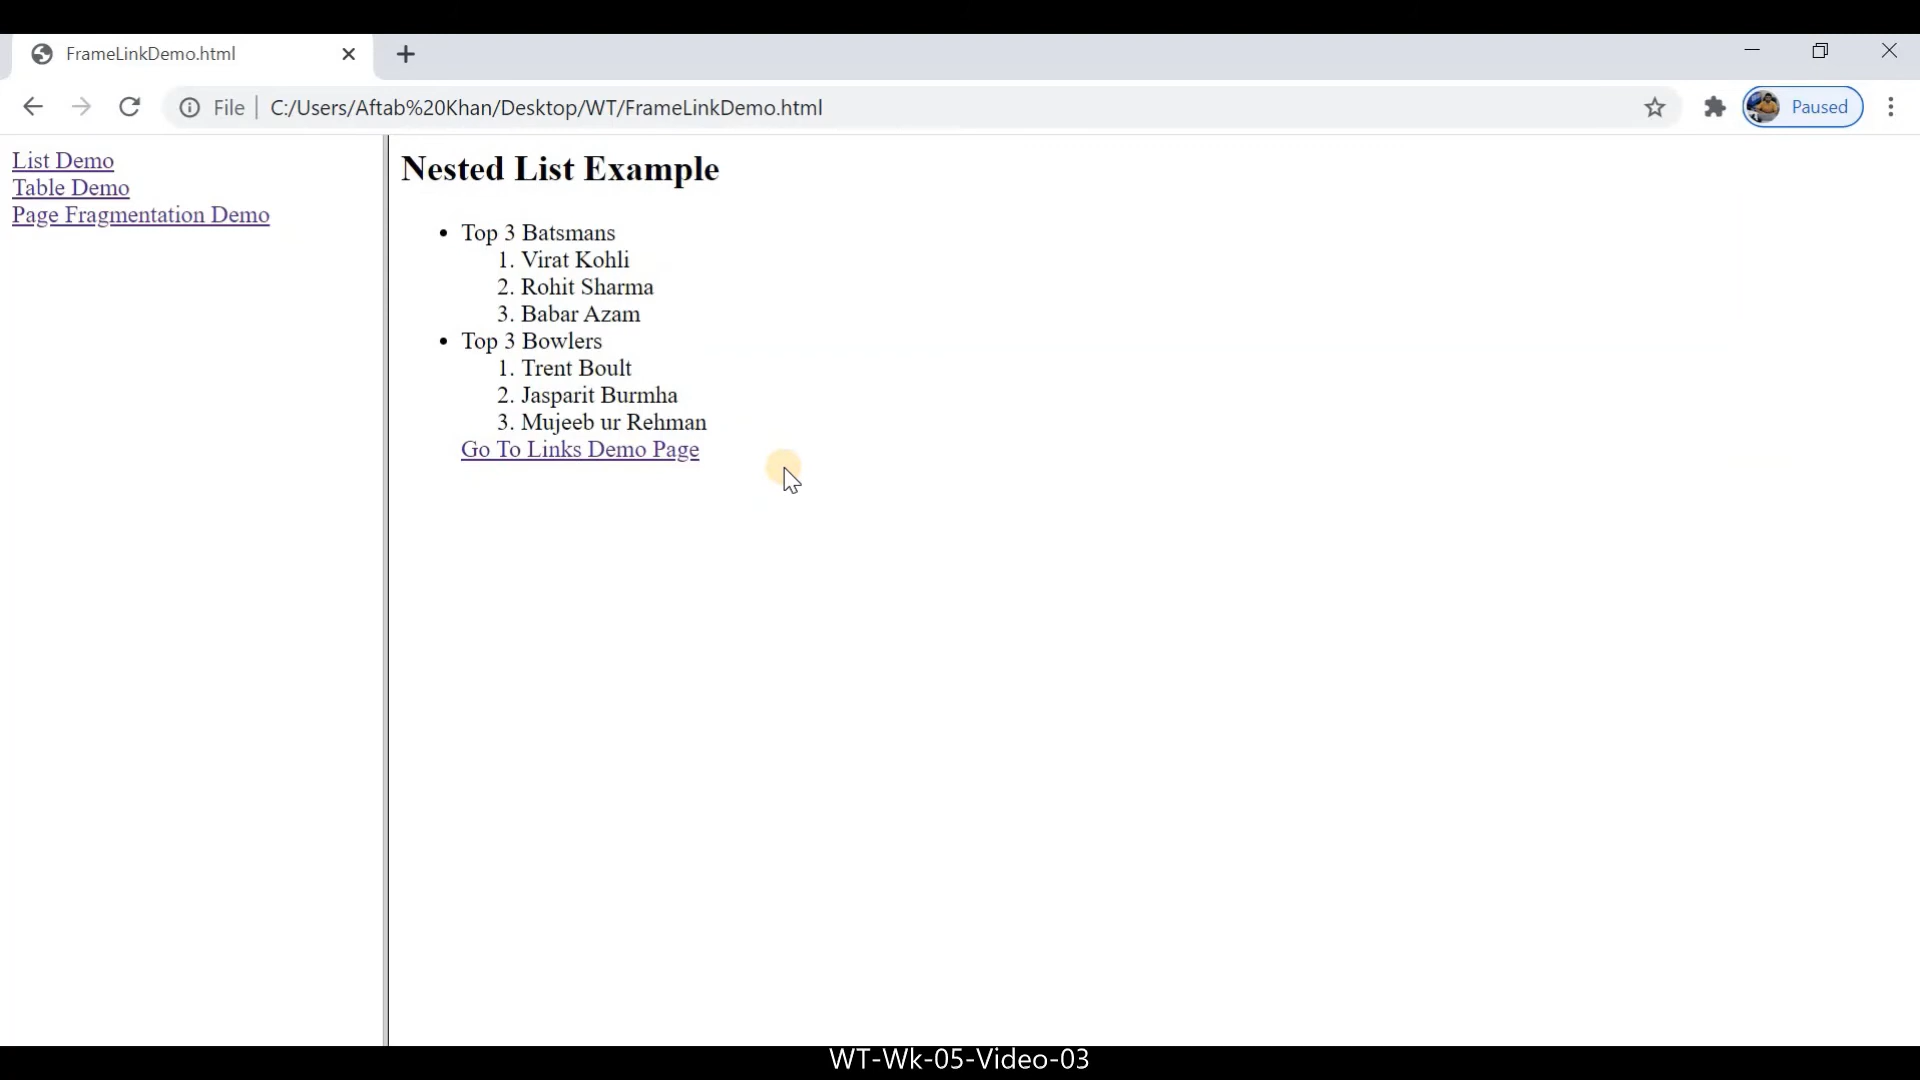 FrameLinkDemo.html
File
C:/Users/Aftab%20Khan/Desktop/WT/FrameLinkDemo.html
Paused
List Demo
Table Demo
Page Fragmentation Demo
Nested List Example
• Top 3 Batsmans
1. Virat Kohli
2. Rohit Sharma
3. Babar Azam
• Top 3 Bowlers
1. Trent Boult
2. Jasparit Burmha
3. Mujeeb ur Rehman
Go To Links Demo Page
WT-Wk-05-Video-03